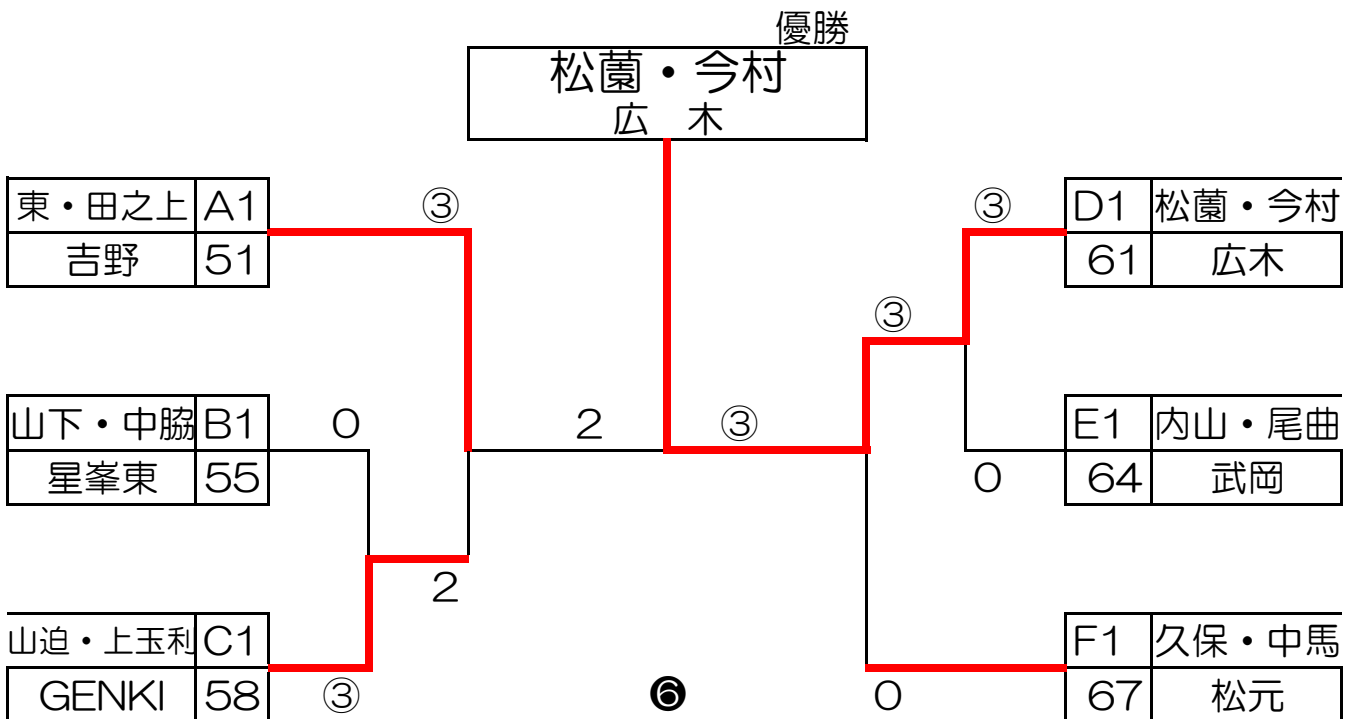 優勝
松薗・今村
広　木
東・田之上 A1 ③ ③ D1 松薗・今村
吉野 51 61 広木
③
山下・中脇 B1 0 2 ③ E1 内山・尾曲
星峯東 55 0 64 武岡
2
山迫・上玉利 C1 F1 久保・中馬
GENKI 58 ③ ❻ 0 67 松元